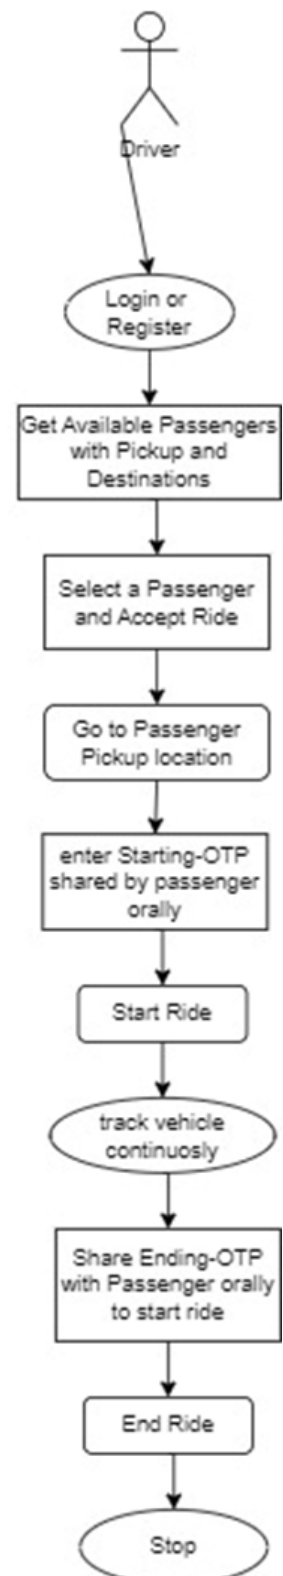 Driver
Login or
Register
Get Available Passengers
with Pickup and
Destinations
Select a Passenger
and Accept Ride
Go to Passenger
Pickup location
enter Starting-OTP
shared by passenger
orally
Start Ride
track vehicle
continuosly
Share Ending-OTP
with Passenger orally
to start ride
End Ride
Stop